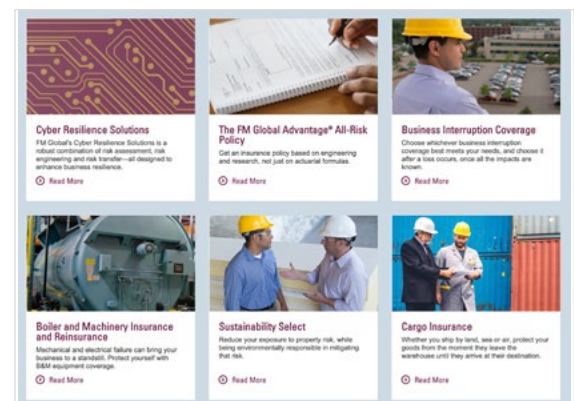 Cyber Resilience Solutions
FM Global's Cyber Resilience Solutions is a
robust combination of risk assessment, risk
engineering and risk transfer—all designed to
enhance business resilience.
Read More
The FM Global Advantage® All-Risk
Policy
Get an insurance policy based on engineering
and research, not just on actuarial formulas.
Read More
Business Interruption Coverage
Choose whichever business interruption
coverage best meets your needs, and choose it
after a loss occurs, once all the impacts are
known.
Read More
Boiler and Machinery Insurance
and Reinsurance
Mechanical and electrical failure can bring your
business to a standstill. Protect yourself with
B&M equipment coverage.
Read More
Sustainability Select
Reduce your exposure to property risk, while
being environmentally responsible in mitigating
that risk.
Read More
Cargo Insurance
Whether you ship by land, sea or air, protect your
goods from the moment they leave the
warehouse until they arrive at their destination.
Read More